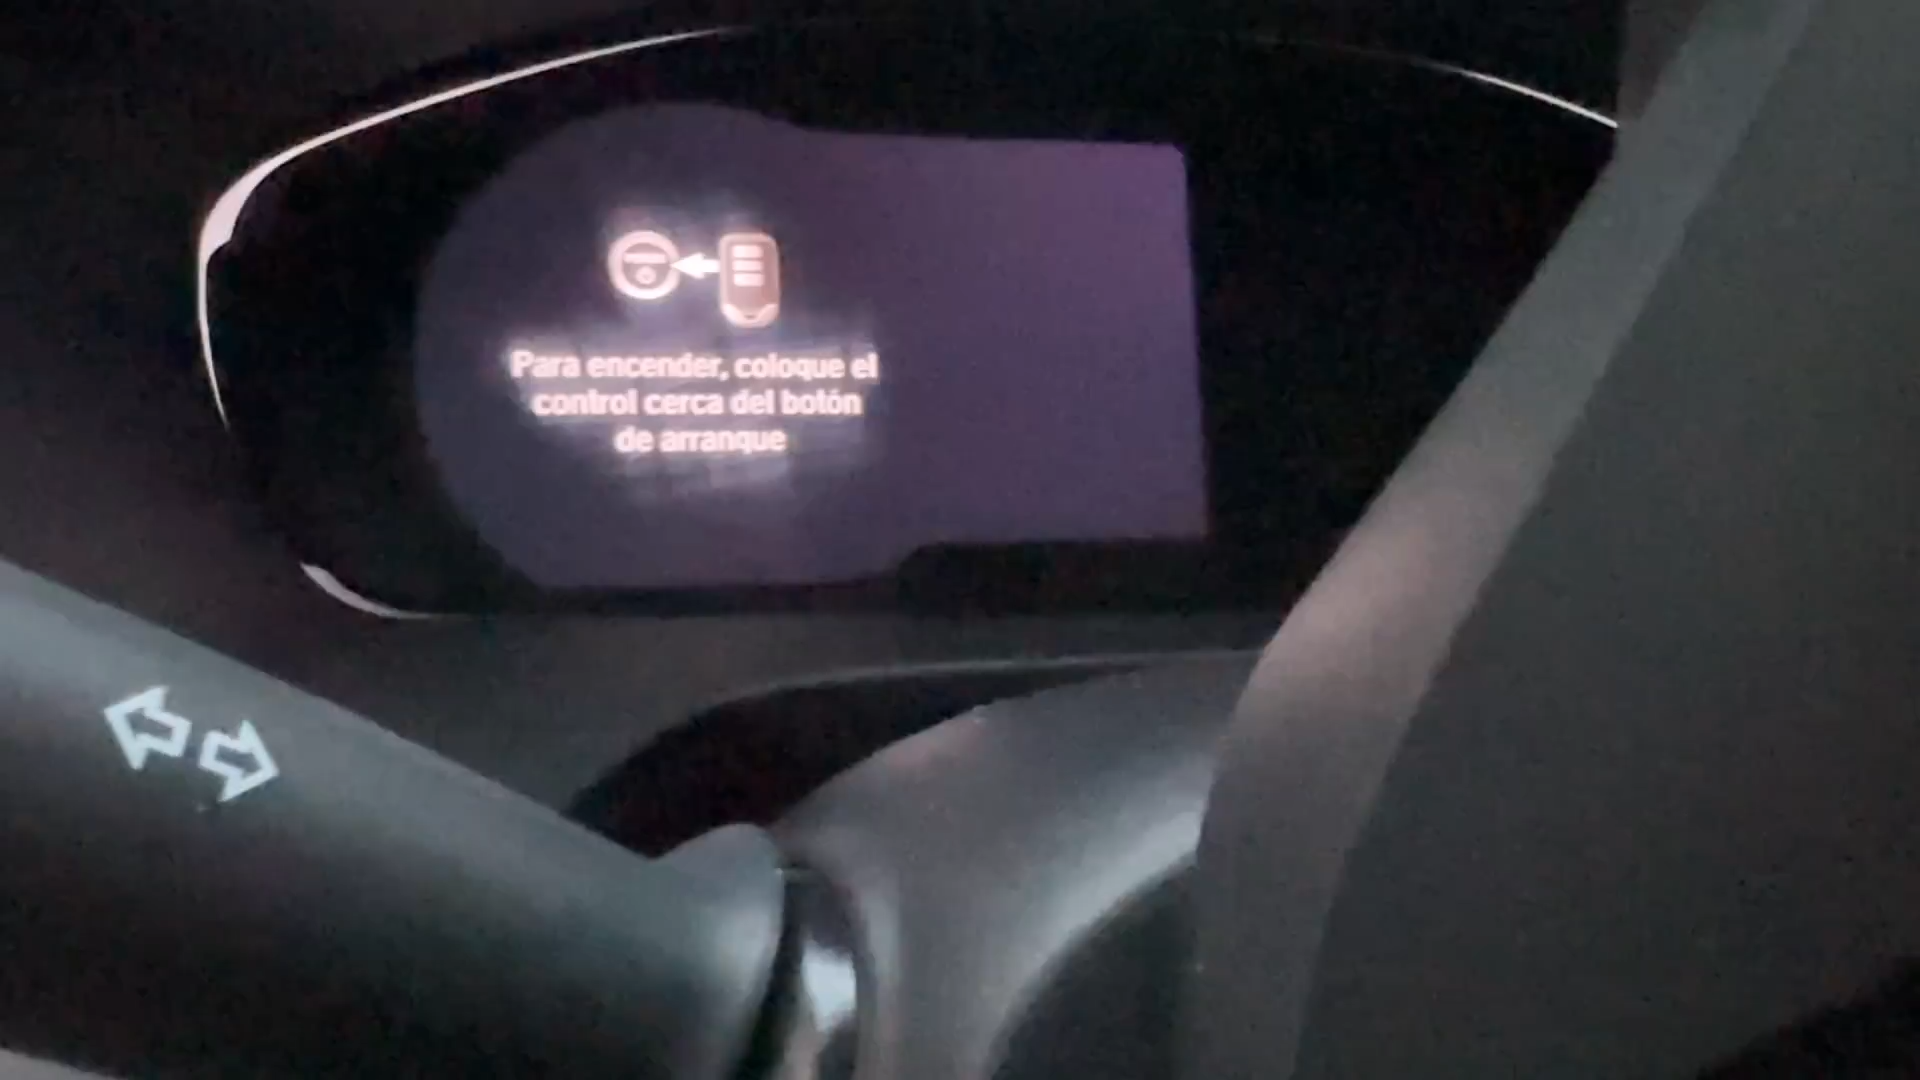 Para encender, coloque el
control cerca del botón
de arranque